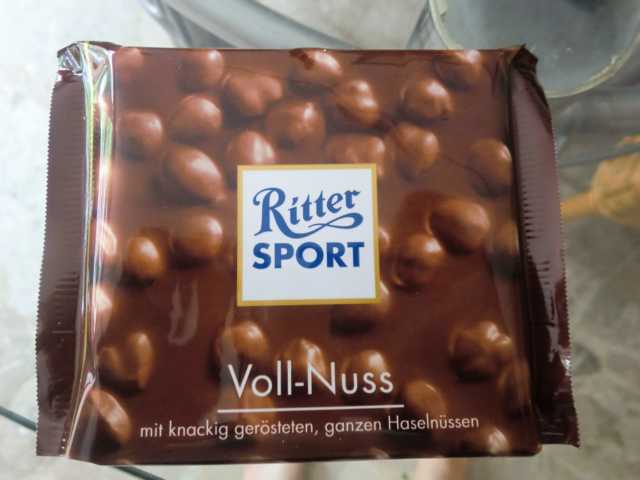 Ritter
SPORT
Voll-Nuss
mit knackig gerösteten, ganzen Haselnüssen